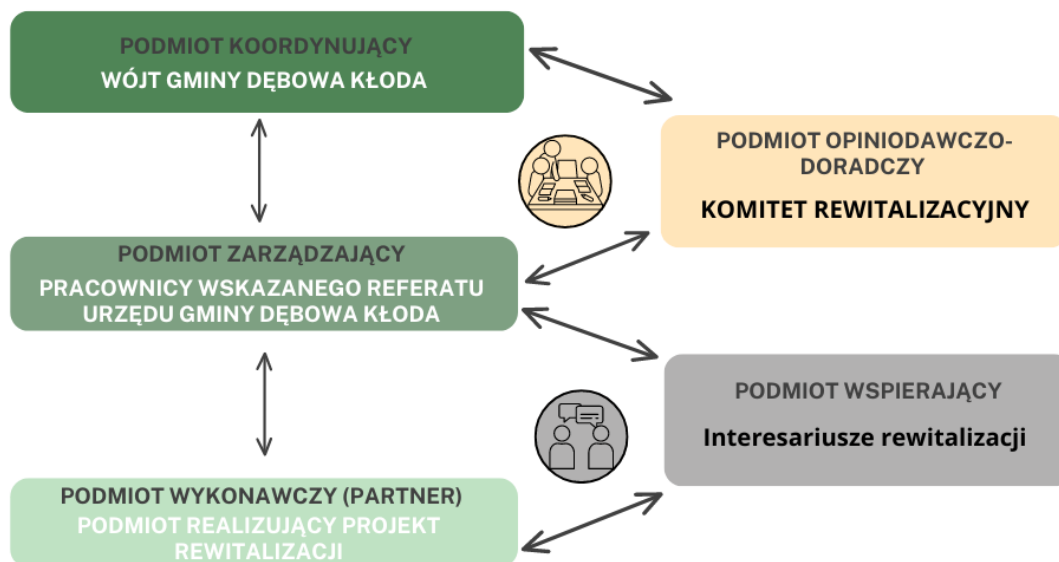 PODMIOT KOORDYNUJĄCY
WÓJT GMINY DĘBOWA KŁODA
PODMIOT OPINIODAWCZO-
DORADCZY
KOMITET REWITALIZACYJNY
PODMIOT ZARZĄDZAJĄCY
PRACOWNICY WSKAZANEGO REFERATU
URZĘDU GMINY DĘBOWA KŁODA
PODMIOT WSPIERAJĄCY
Interesariusze rewitalizacji
PODMIOT WYKONAWCZY (PARTNER)
PODMIOT REALIZUJĄCY PROJEKT
REWITALIZACJI